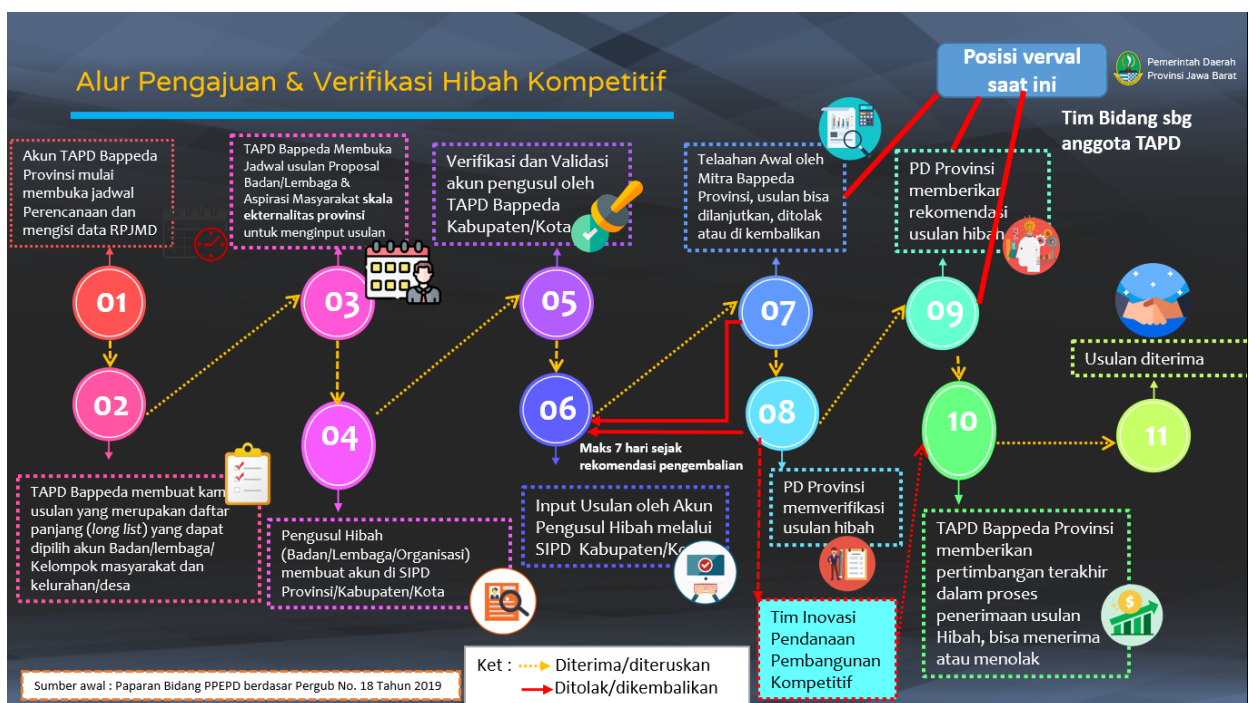 Alur Pengajuan & Verifikasi Hibah Kompetitif
Posisi verval
saat ini
Pemerintah Daerah
Provinsi Jawa Barat
Tim Bidang sbg
anggota TAPD
Akun TAPD Bappeda
Provinsi mulai
membuka jadwal
Perencanaan dan
mengisi data RPJMD
TAPD Bappeda Membuka
Jadwal usulan Proposal
Badan/Lembaga &
Aspirasi Masyarakat skala
ekternalitas provinsi
untuk menginput usulan
Verifikasi dan Validasi
akun pengusul oleh
TAPD Bappeda
Kabupaten/Kota
Telaahan Awal oleh
Mitra Bappeda
Provinsi, usulan bisa
dilanjutkan, ditolak
atau di kembalikan
PD Provinsi
memberikan
rekomendasi
usulan hibah
01
03
05
07
09
Usulan diterima
02
04
06
08
10
11
Maks 7 hari sejak
rekomendasi pengembalian
TAPD Bappeda membuat
usulan yang merupakan daftar
panjang (long list) yang dapat
dipilih akun Badan/lembaga/
Kelompok masyarakat dan
kelurahan/desa
Pengusul Hibah
(Badan/Lembaga/Organisasi)
membuat akun di SIPD
Provinsi/Kabupaten/Kota
Input Usulan oleh Akun
Pengusul Hibah melalui
SIPD Kabupaten/
PD Provinsi
memverifikasi
usulan hibah
TAPD Bappeda Provinsi
memberikan
pertimbangan terakhir
dalam proses
penerimaan usulan
Hibah, bisa menerima
atau menolak
Tim Inovasi
Pendanaan
Pembangunan
Kompetitif
Ket :
Diterima/diteruskan
Ditolak/dikembalikan
Sumber awal : Paparan Bidang PPEPD berdasar Pergub No. 18 Tahun 2019